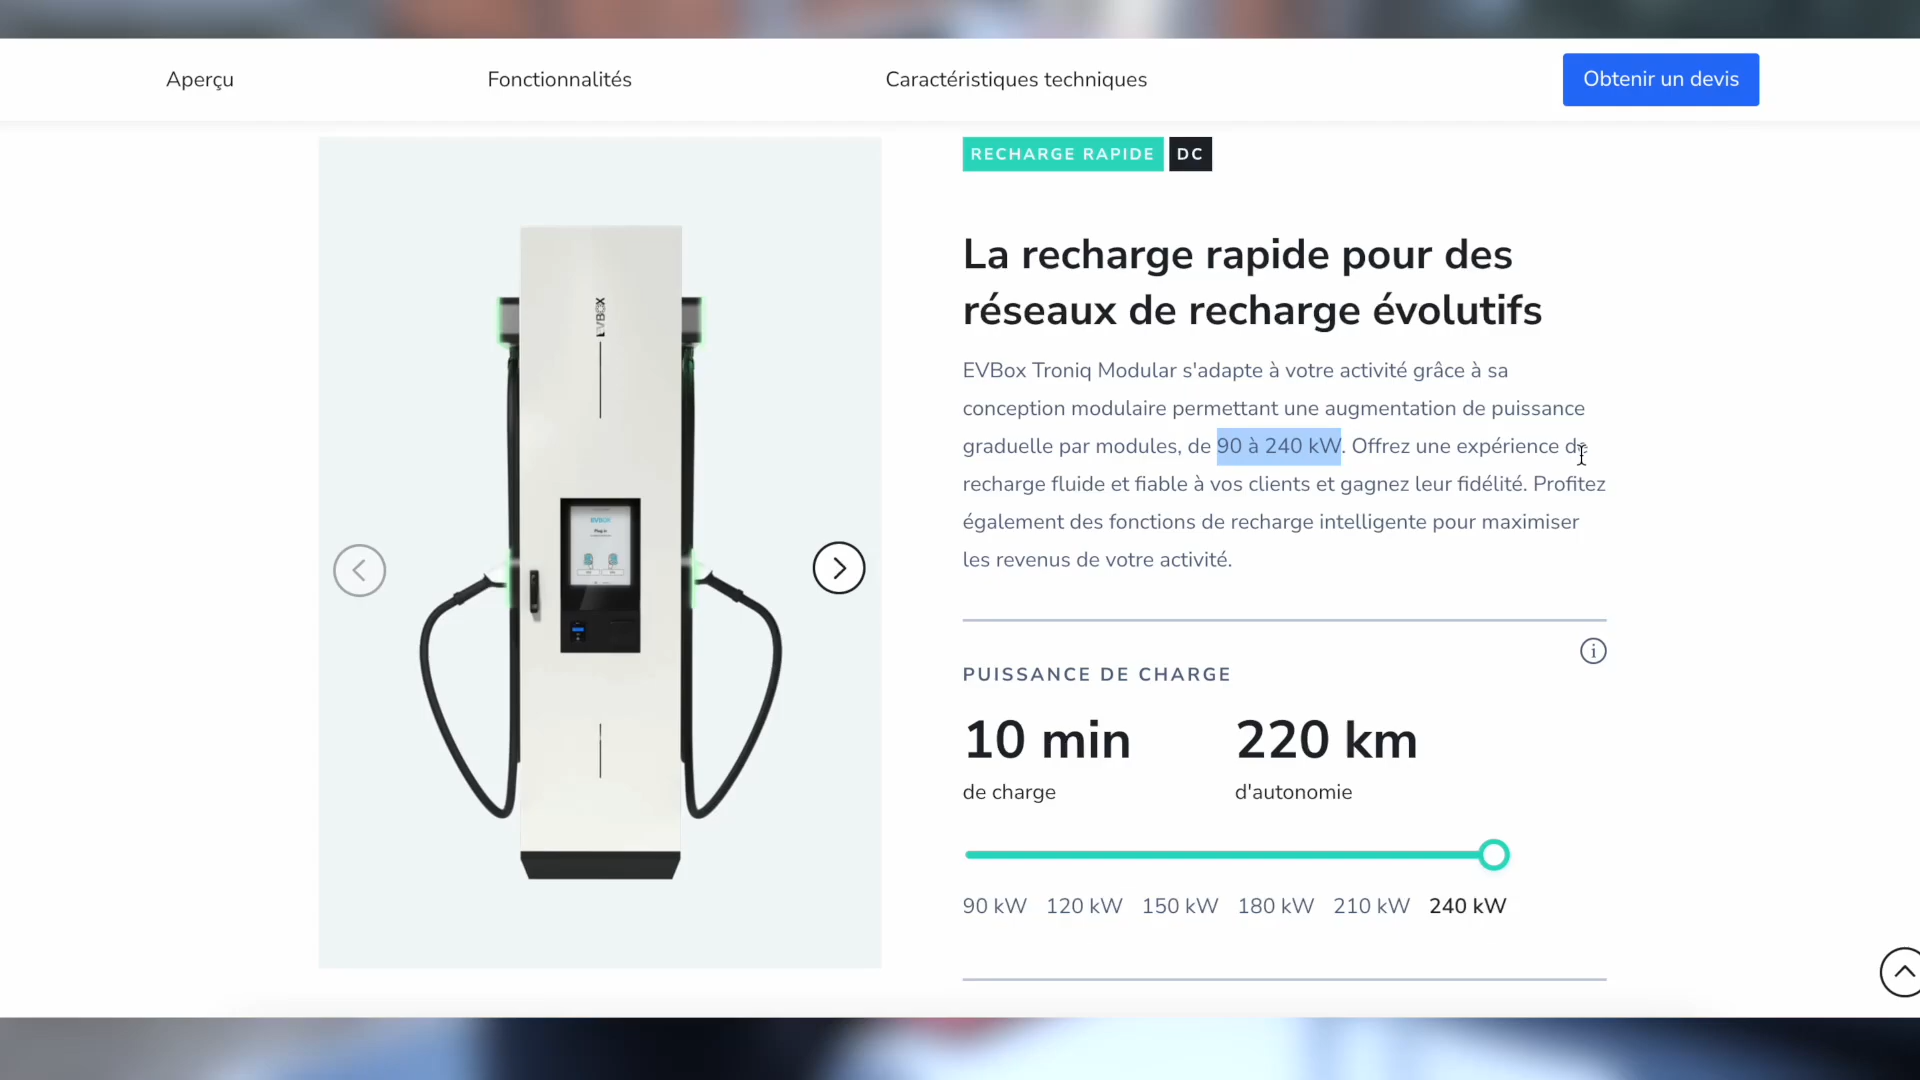 Aperçu
Fonctionnalités
Caractéristiques techniques
Obtenir un devis
EVBOX
EVBOX
Plug in
RECHARGE RAPIDE DC
La recharge rapide pour des
réseaux de recharge évolutifs
EVBox Troniq Modular s'adapte à votre activité grâce à sa
conception modulaire permettant une augmentation de puissance
graduelle par modules, de 90 à 240 kW. Offrez une expérience de
recharge fluide et fiable à vos clients et gagnez leur fidélité. Profitez
également des fonctions de recharge intelligente pour maximiser
les revenus de votre activité.
PUISSANCE DE CHARGE
10 min
de charge
220 km
d'autonomie
90 kW 120 kW 150 kW 180 kW 210 kW 240 kW